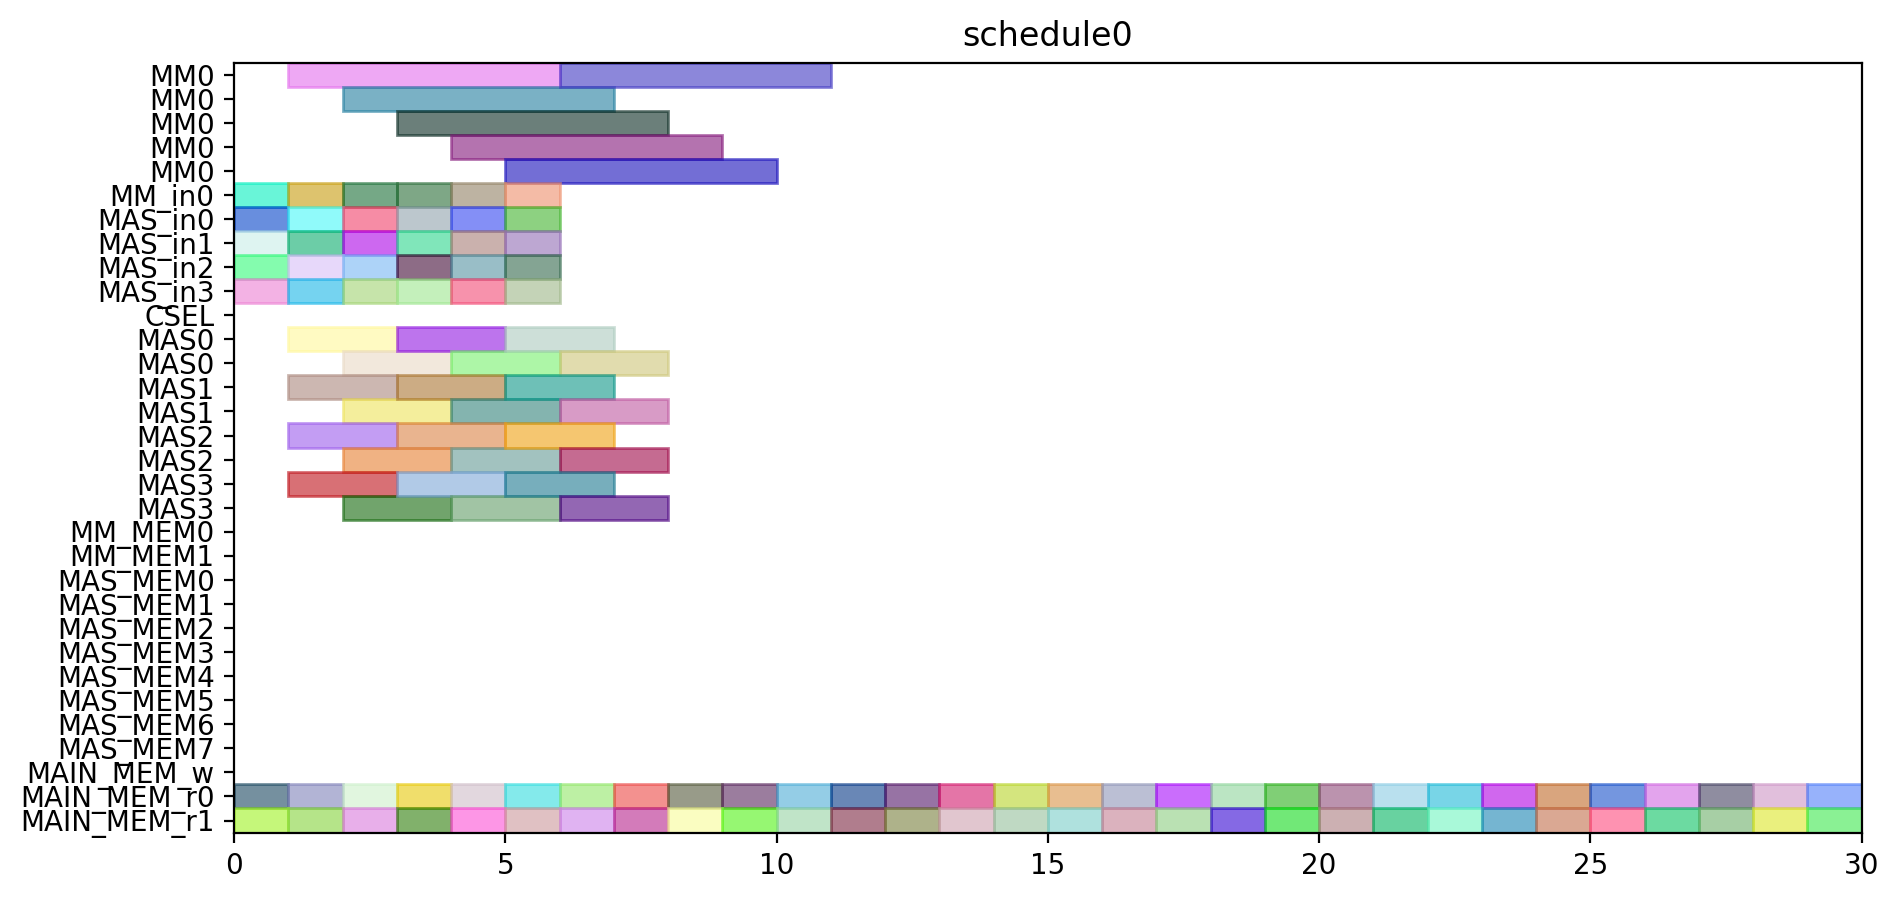 schedule0
MM0
MM0
MM0
MM0
MM0
MM_in0
MAS_in0
MAS_in1
MAS_in2
MAS_in3
CSEL
MAS0
MAS0
MAS1
MAS1
MAS2
MAS2
MAS3
MAS3
MM_MEM0
MM_MEM1
MAS_MEM0
MAS_MEM1
MAS_MEM2
MAS_MEM3
MAS_MEM4
MAS_MEM5
MAS_MEM6
MAS_MEM7
MAIN_MEM_w
MAIN_MEM_r0
MAIN_MEM_r1
0 5 10 15 20 25 30